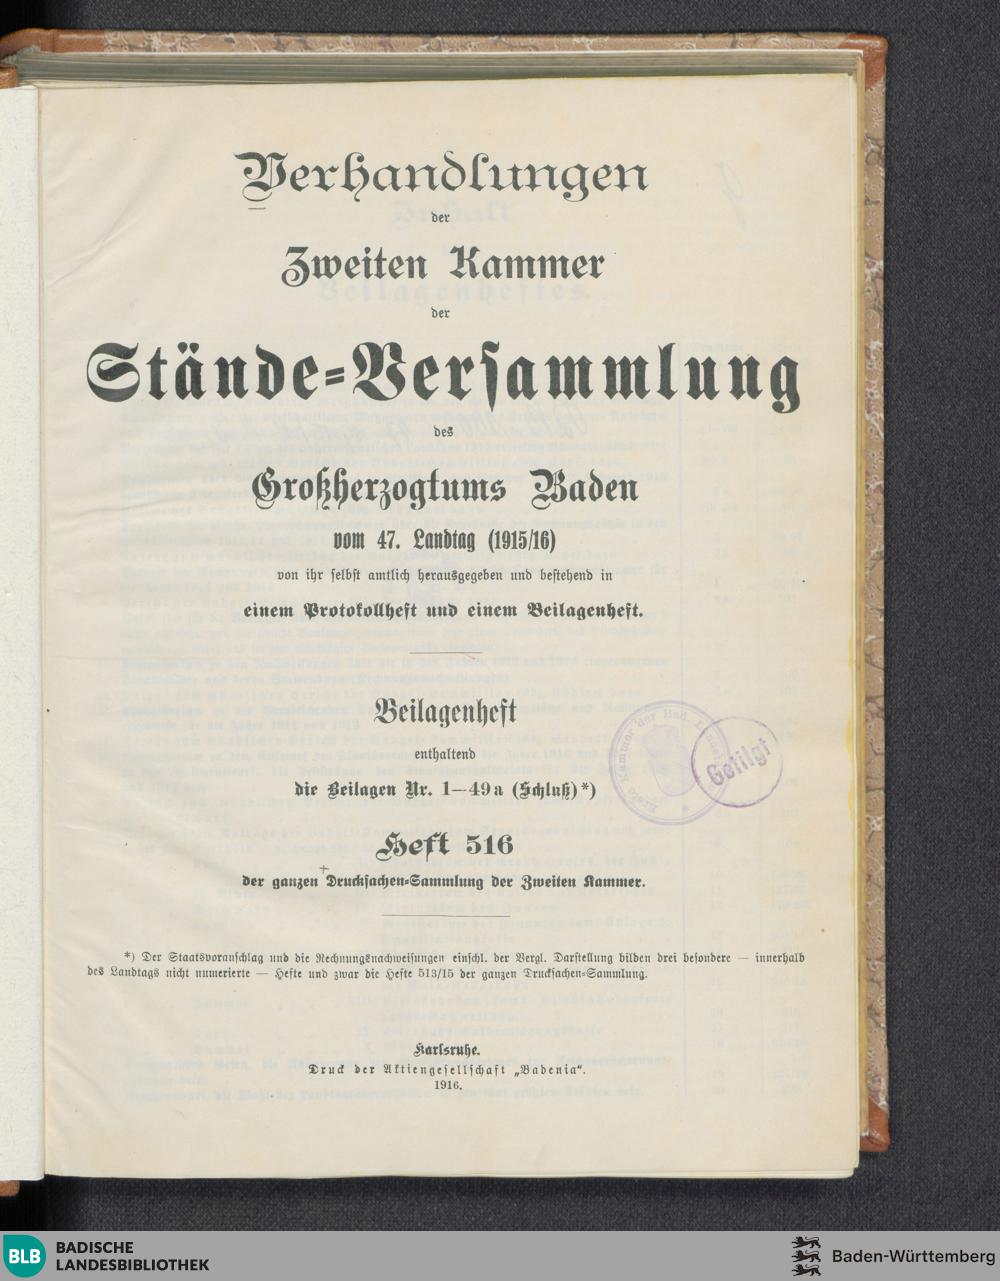 Verhandlungen
der
Zweiten Kammer
der
Stände-Versammlung
des
Großherzogtums Baden
vom 47. Landtag (1915/16)
von ihr selbst amtlich herausgegeben und bestehend in
einem Protokollheft und einem Beilagenheft.
Beilagenheft
enthaltend
die Beilagen Nr. 1—49a (Schluß)*)
Heft 516
der ganzen Drucksachen-Sammlung der Zweiten Kammer.
*) Der Staatsvoranschlag und die Rechnungsnachweisungen einschl. der Vergl. Darstellung bilden drei besondere — innerhalb
des Landtags nicht numerierte — Hefte und zwar die Hefte 513/15 der ganzen Drucksachen-Sammlung.
Karlsruhe.
Druck der Aktiengesellschaft „Badenia“.
1916.
Erste Kammer der Bad.
Getilgt
BLB
BADISCHE
LANDESBIBLIOTHEK
Baden-Württemberg